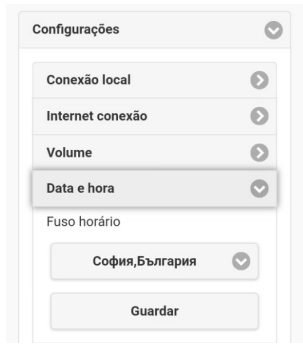 Configurações
Conexão local
Internet conexão
Volume
Data e hora
Fuso horário
София,България
Guardar